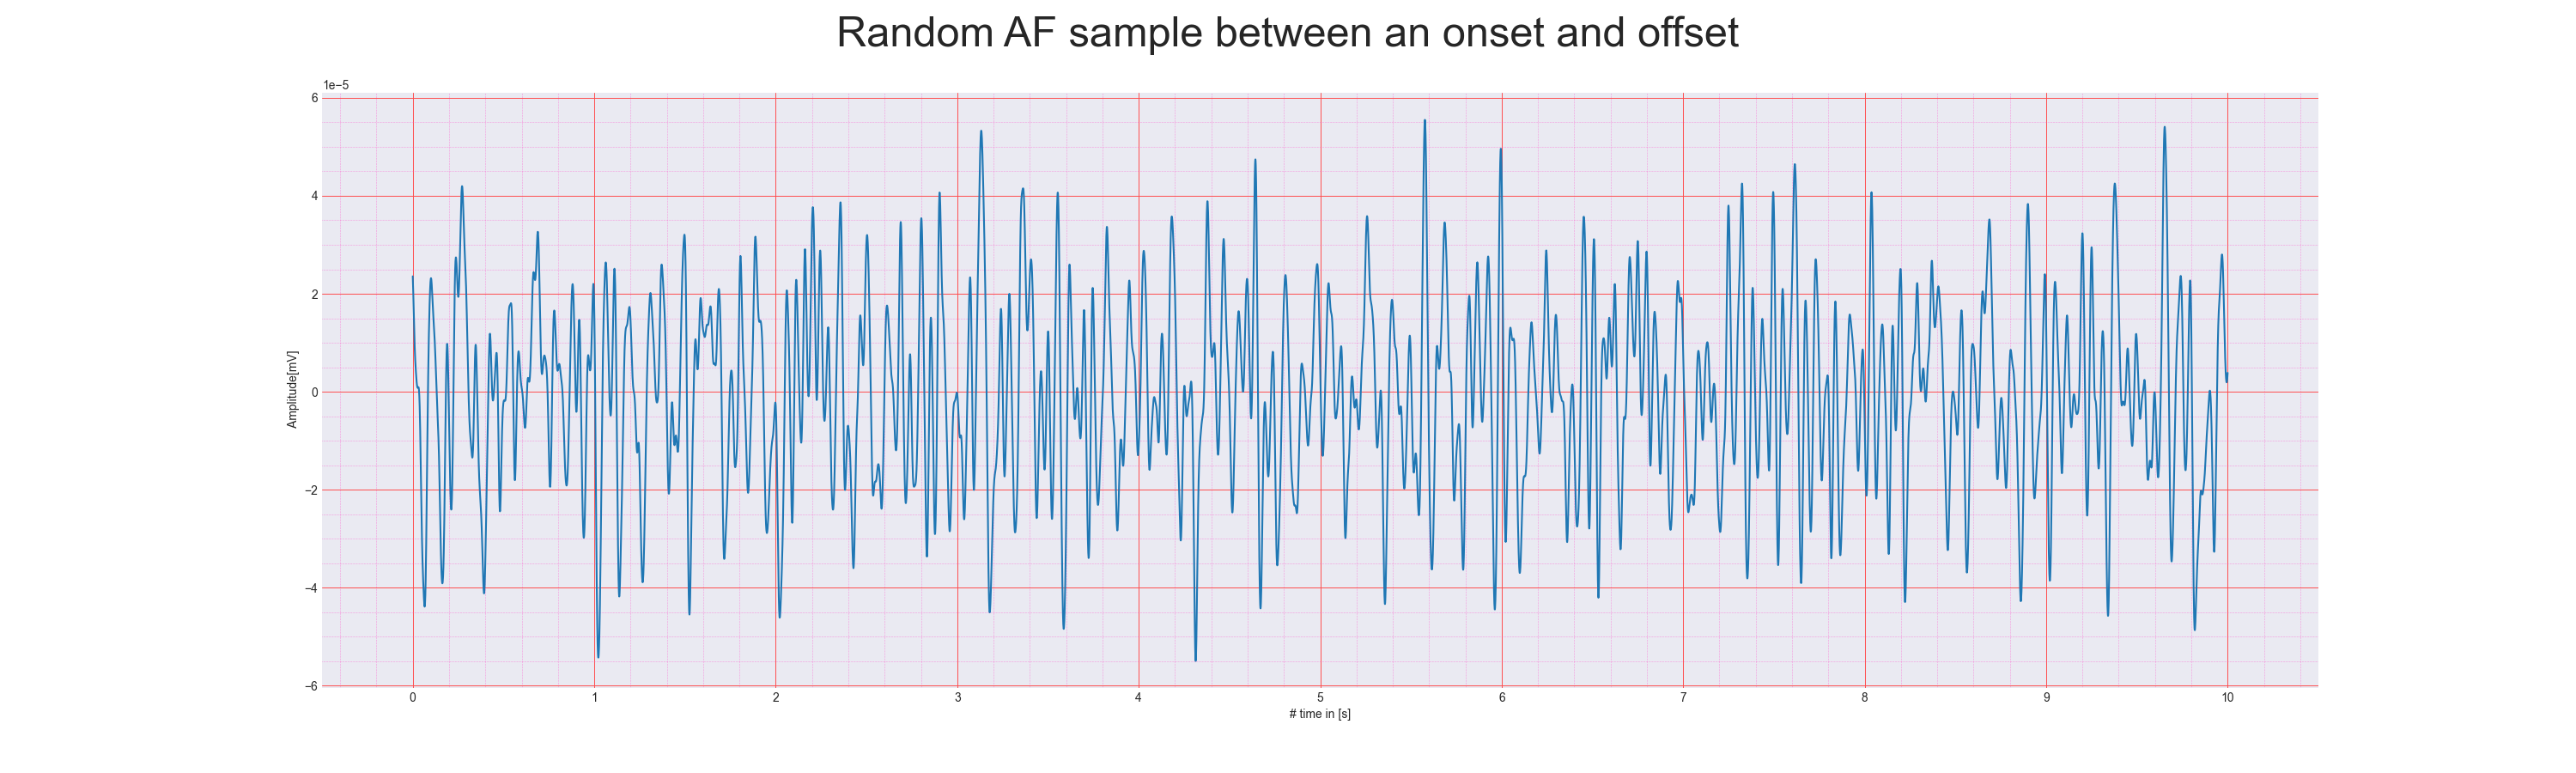 Random AF sample between an onset and offset
1e−5
6
4
2
0
−2
−4
−6
Amplitude[mV]
0 1 2 3 4 5 6 7 8 9 10
# time in [s]